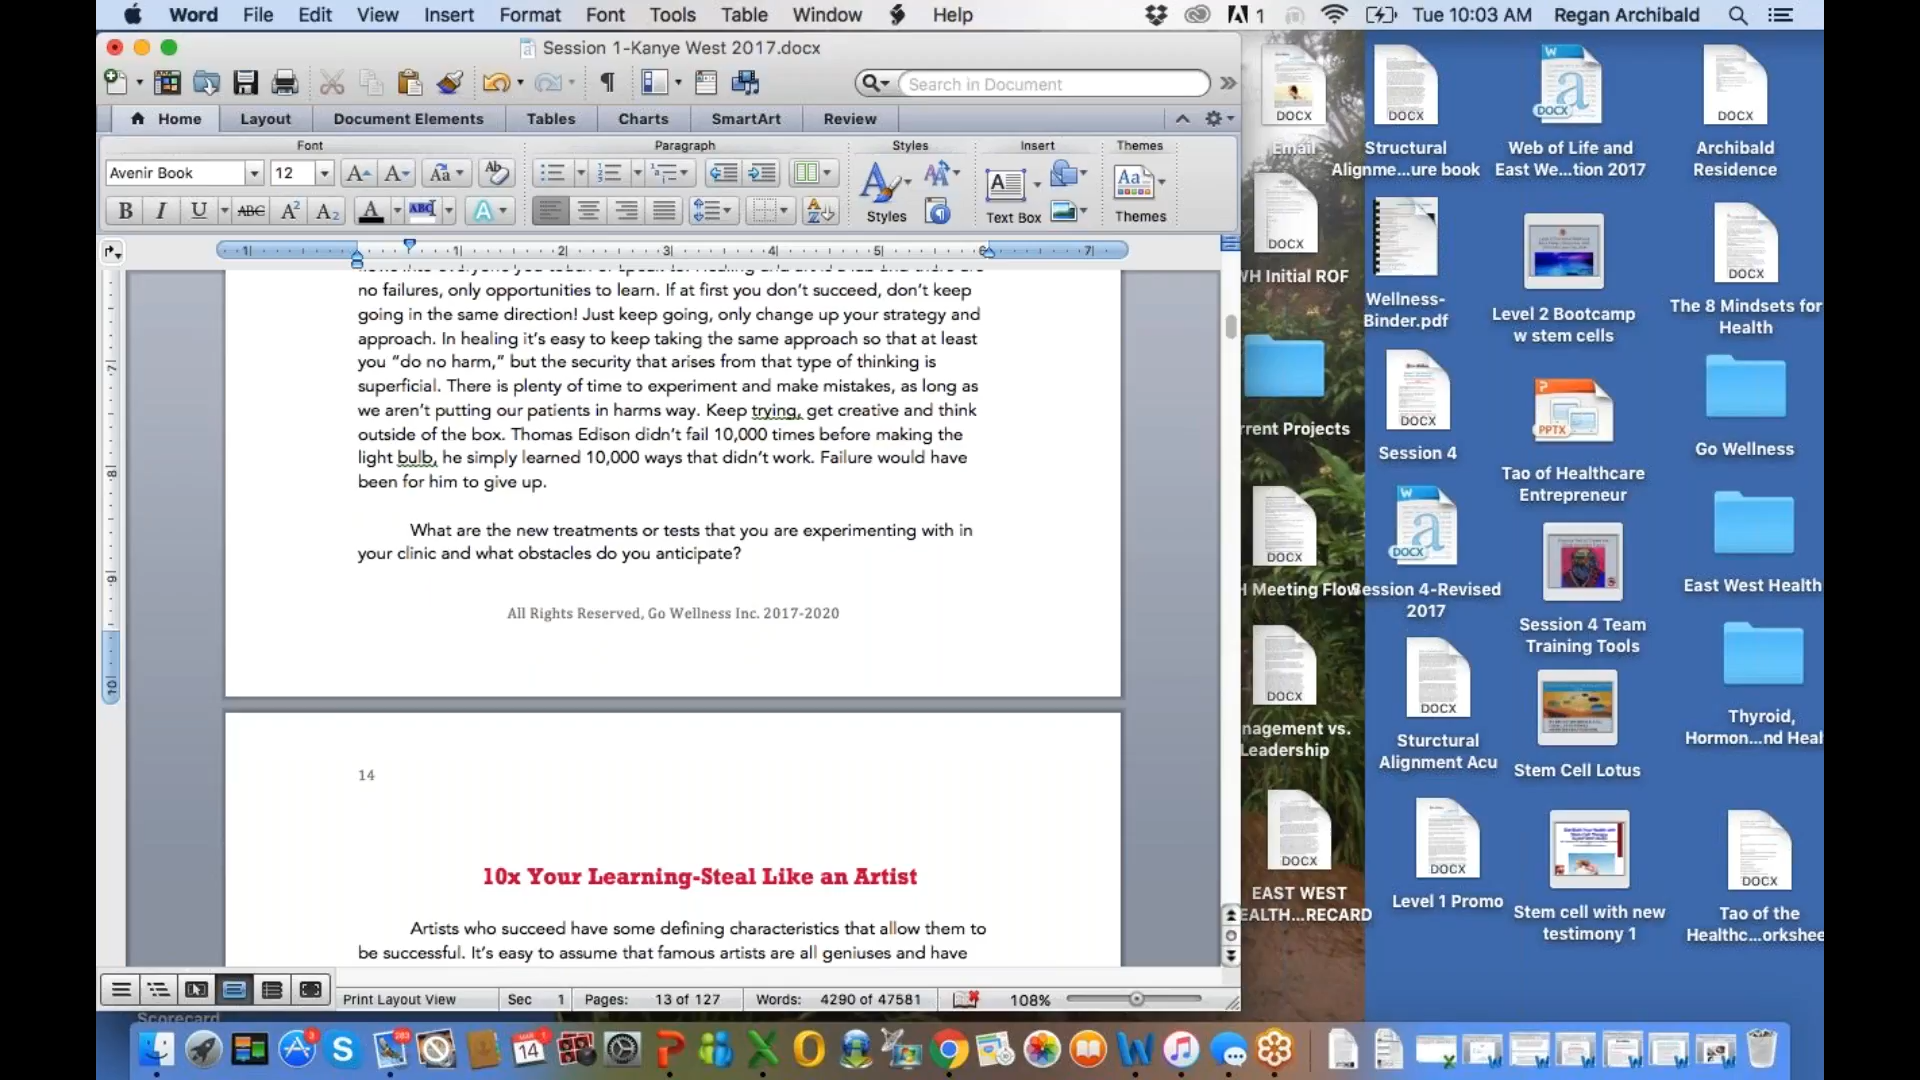 Word File Edit View Insert Format Font Tools Table Window Help 1 Tue 10:03 AM Regan Archibald
Session 1-Kanye West 2017.docx
Search in Document
Home Layout Document Elements Tables Charts SmartArt Review
Font Paragraph Styles Insert Themes
Avenir Book 12
Styles Text Box Themes
no failures, only opportunities to learn. If at first you don't succeed, don't keep
going in the same direction! Just keep going, only change up your strategy and
approach. In healing it's easy to keep taking the same approach so that at least
you "do no harm," but the security that arises from that type of thinking is
superficial. There is plenty of time to experiment and make mistakes, as long as
we aren't putting our patients in harms way. Keep trying, get creative and think
outside of the box. Thomas Edison didn't fail 10,000 times before making the
light bulb, he simply learned 10,000 ways that didn't work. Failure would have
been for him to give up.
What are the new treatments or tests that you are experimenting with in
your clinic and what obstacles do you anticipate?
All Rights Reserved, Go Wellness Inc. 2017-2020
14
10x Your Learning-Steal Like an Artist
Artists who succeed have some defining characteristics that allow them to
be successful. It's easy to assume that famous artists are all geniuses and have
Print Layout View Sec 1 Pages: 13 of 127 Words: 4290 of 47581 108%
Scorecard
Email
WH Initial ROF
rrent Projects
H Meeting Flow
nagement vs.
Leadership
EAST WEST
EALTH...RECARD
Structural
Alignme...ure book
Wellness-
Binder.pdf
Session 4
Session 4-Revised
2017
Sturctural
Alignment Acu
Level 1 Promo
Web of Life and
East We...tion 2017
Level 2 Bootcamp
w stem cells
Tao of Healthcare
Entrepreneur
Session 4 Team
Training Tools
Stem Cell Lotus
Stem cell with new
testimony 1
Archibald
Residence
The 8 Mindsets for
Health
Go Wellness
East West Health
Thyroid,
Hormon...nd Heal
Tao of the
Healthc...orkshee